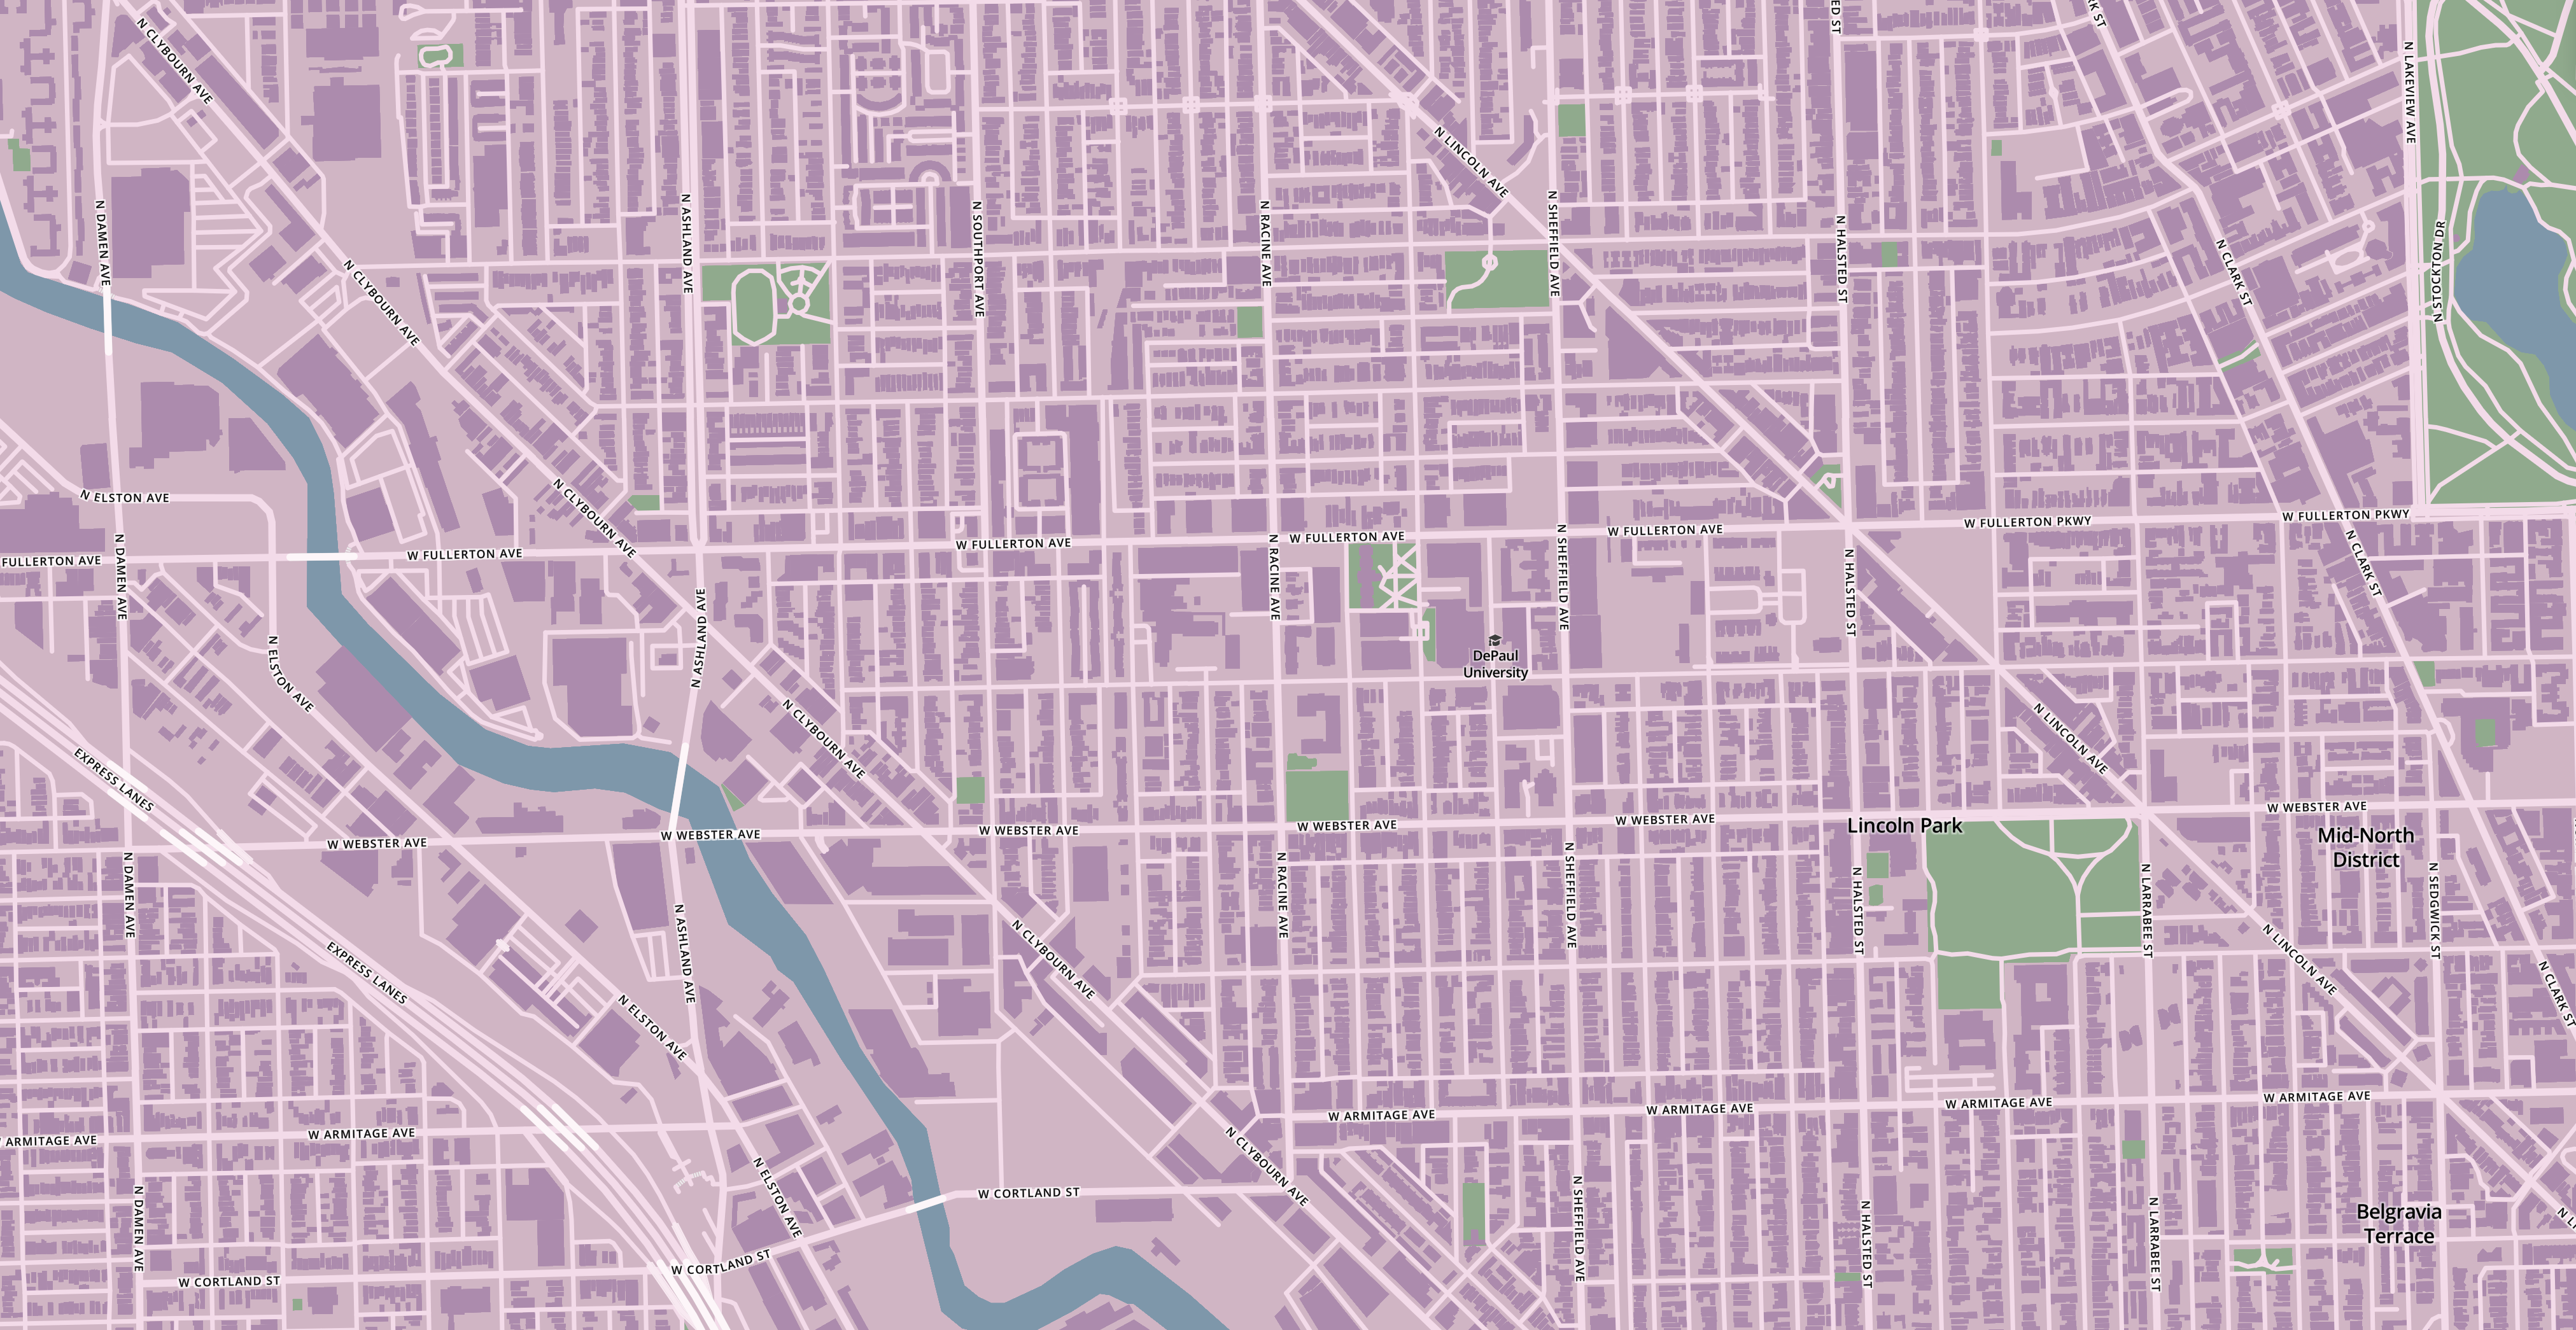 N CLYBOURN AVE
ED ST
K ST
N LAKEVIEW AVE
N LINCOLN AVE
N DAMEN AVE
N ASHLAND AVE
N SOUTHPORT AVE
N RACINE AVE
N SHEFFIELD AVE
N HALSTED ST
N CLARK ST
N STOCKTON DR
N CLYBOURN AVE
N ELSTON AVE
N CLYBOURN AVE
FULLERTON AVE
W FULLERTON AVE
W FULLERTON AVE
W FULLERTON AVE
W FULLERTON AVE
W FULLERTON PKWY
W FULLERTON PKWY
N DAMEN AVE
N ASHLAND AVE
N RACINE AVE
N SHEFFIELD AVE
N HALSTED ST
N CLARK ST
N ELSTON AVE
DePaul
University
N CLYBOURN AVE
N LINCOLN AVE
EXPRESS LANES
W WEBSTER AVE
W WEBSTER AVE
W WEBSTER AVE
W WEBSTER AVE
W WEBSTER AVE
W WEBSTER AVE
Lincoln Park
Mid-North
District
N DAMEN AVE
N ASHLAND AVE
N RACINE AVE
N SHEFFIELD AVE
N HALSTED ST
N LARRABEE ST
N SEDGWICK ST
EXPRESS LANES
N CLYBOURN AVE
N LINCOLN AVE
N CLARK ST
N ELSTON AVE
W ARMITAGE AVE
W ARMITAGE AVE
W ARMITAGE AVE
W ARMITAGE AVE
W ARMITAGE AVE
W ARMITAGE AVE
N CLYBOURN AVE
N DAMEN AVE
N ELSTON AVE
W CORTLAND ST
N SHEFFIELD AVE
N HALSTED ST
N LARRABEE ST
Belgravia
Terrace
N LI
W CORTLAND ST
W CORTLAND ST